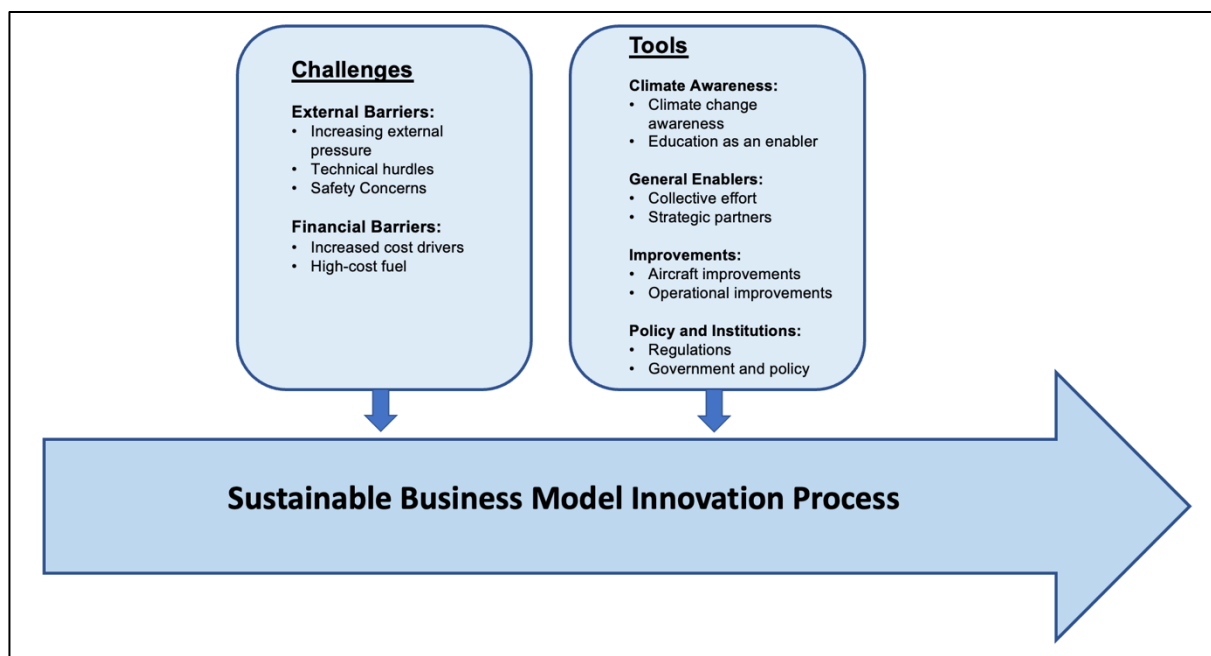 Challenges
External Barriers:
• Increasing external
pressure
• Technical hurdles
• Safety Concerns
Financial Barriers:
• Increased cost drivers
• High-cost fuel
Tools
Climate Awareness:
• Climate change
awareness
• Education as an enabler
General Enablers:
• Collective effort
• Strategic partners
Improvements:
• Aircraft improvements
• Operational improvements
Policy and Institutions:
• Regulations
• Government and policy
Sustainable Business Model Innovation Process